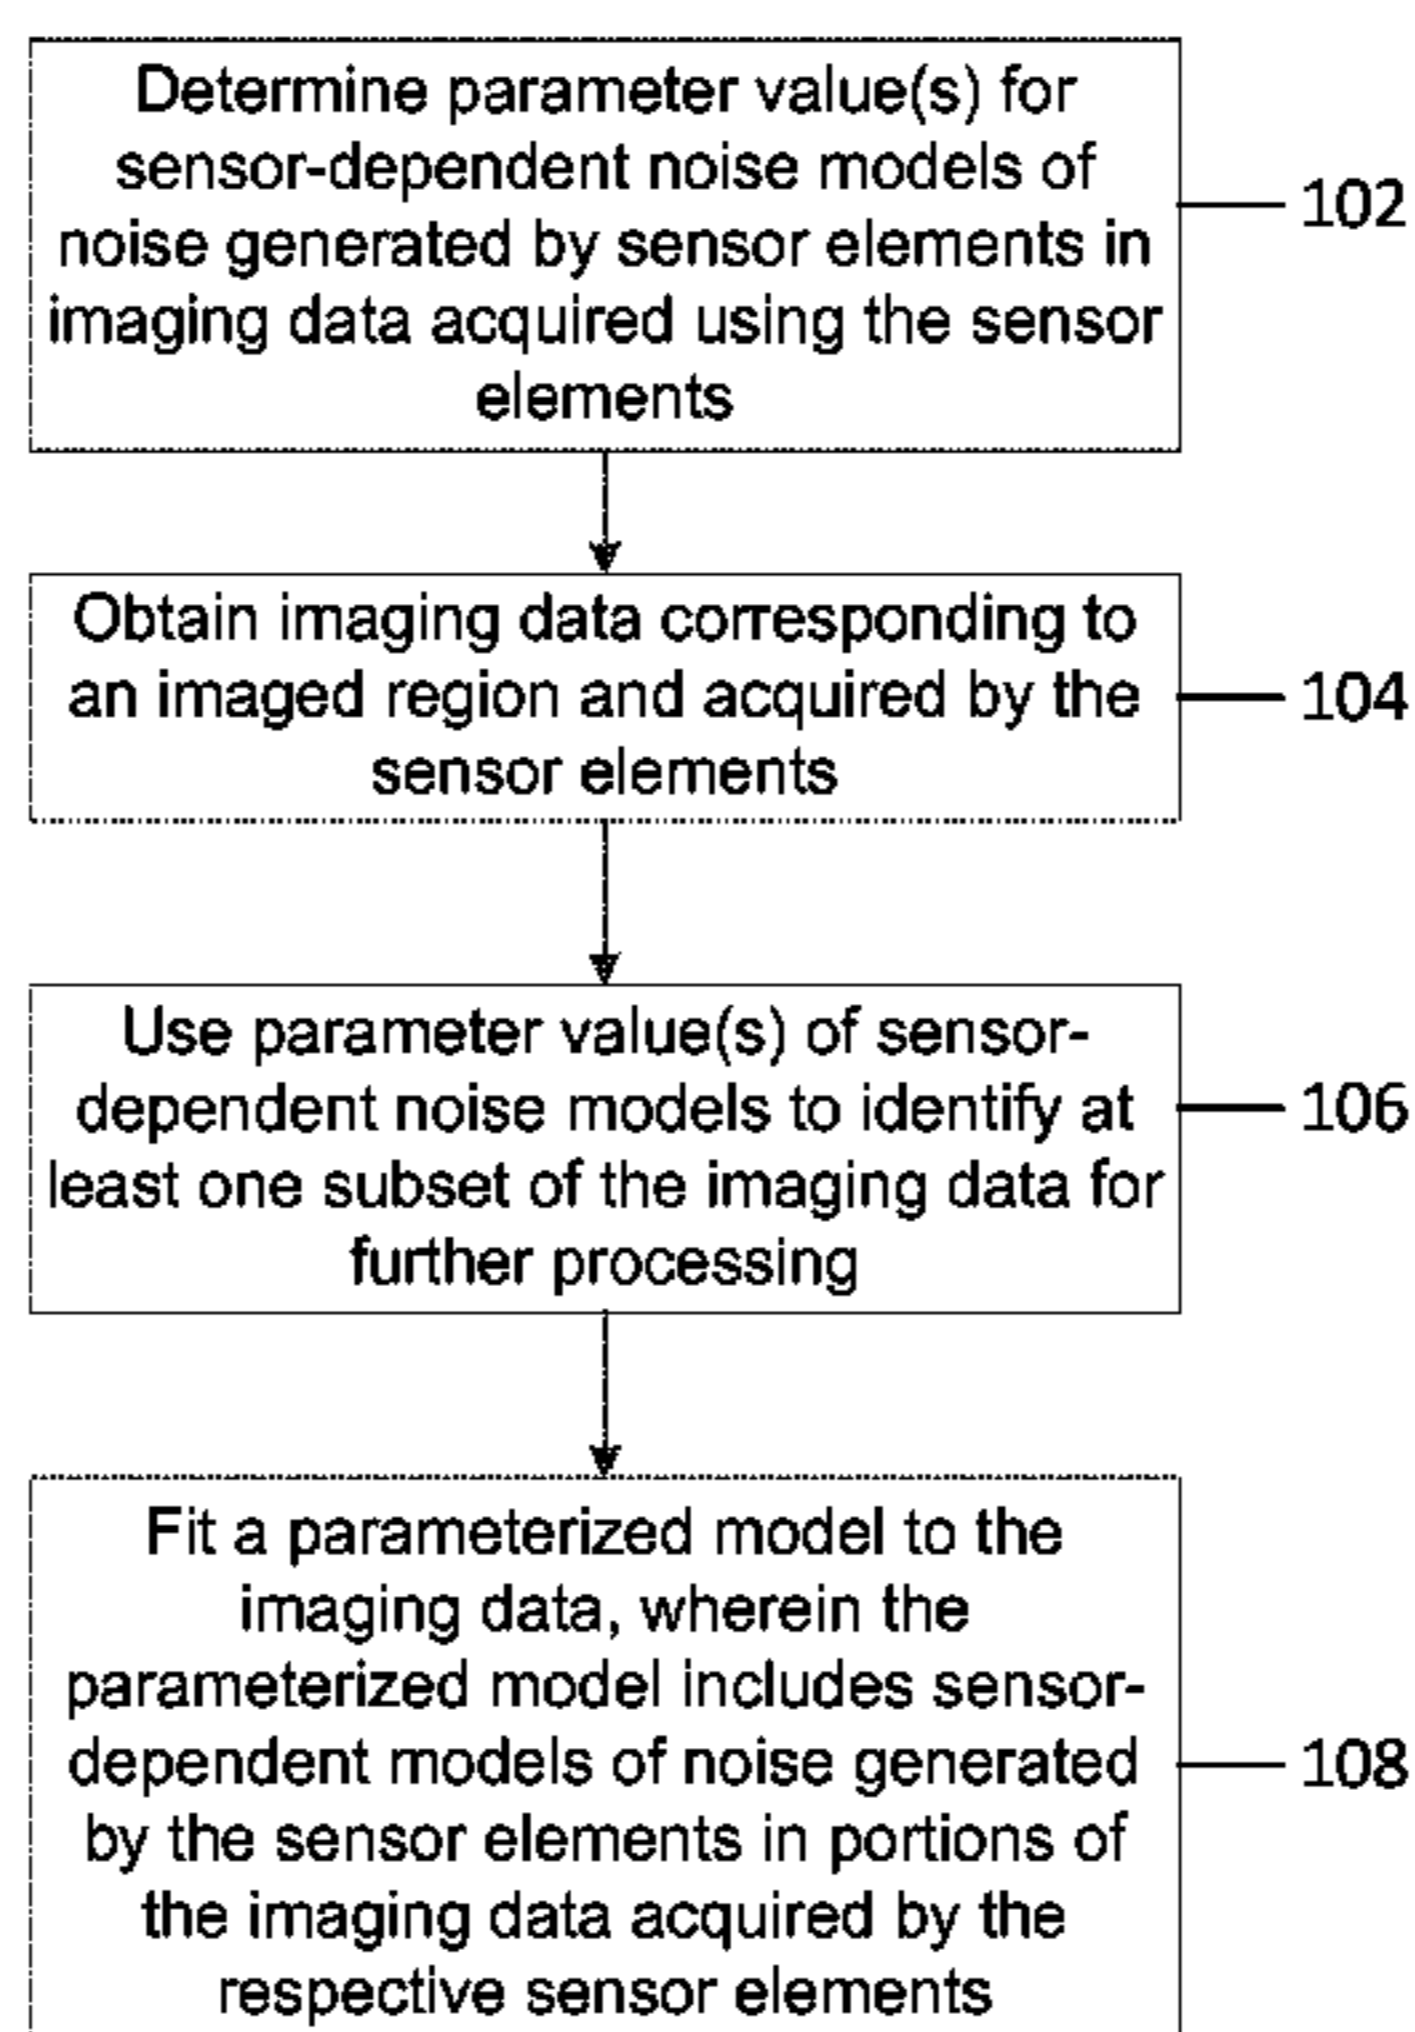 Determine parameter value(s) for
sensor-dependent noise models of
noise generated by sensor elements in
imaging data acquired using the sensor
elements
102
Obtain imaging data corresponding to
an imaged region and acquired by the
sensor elements
104
Use parameter value(s) of sensor-
dependent noise models to identify at
least one subset of the imaging data for
further processing
106
Fit a parameterized model to the
imaging data, wherein the
parameterized model includes sensor-
dependent models of noise generated
by the sensor elements in portions of
the imaging data acquired by the
respective sensor elements
108